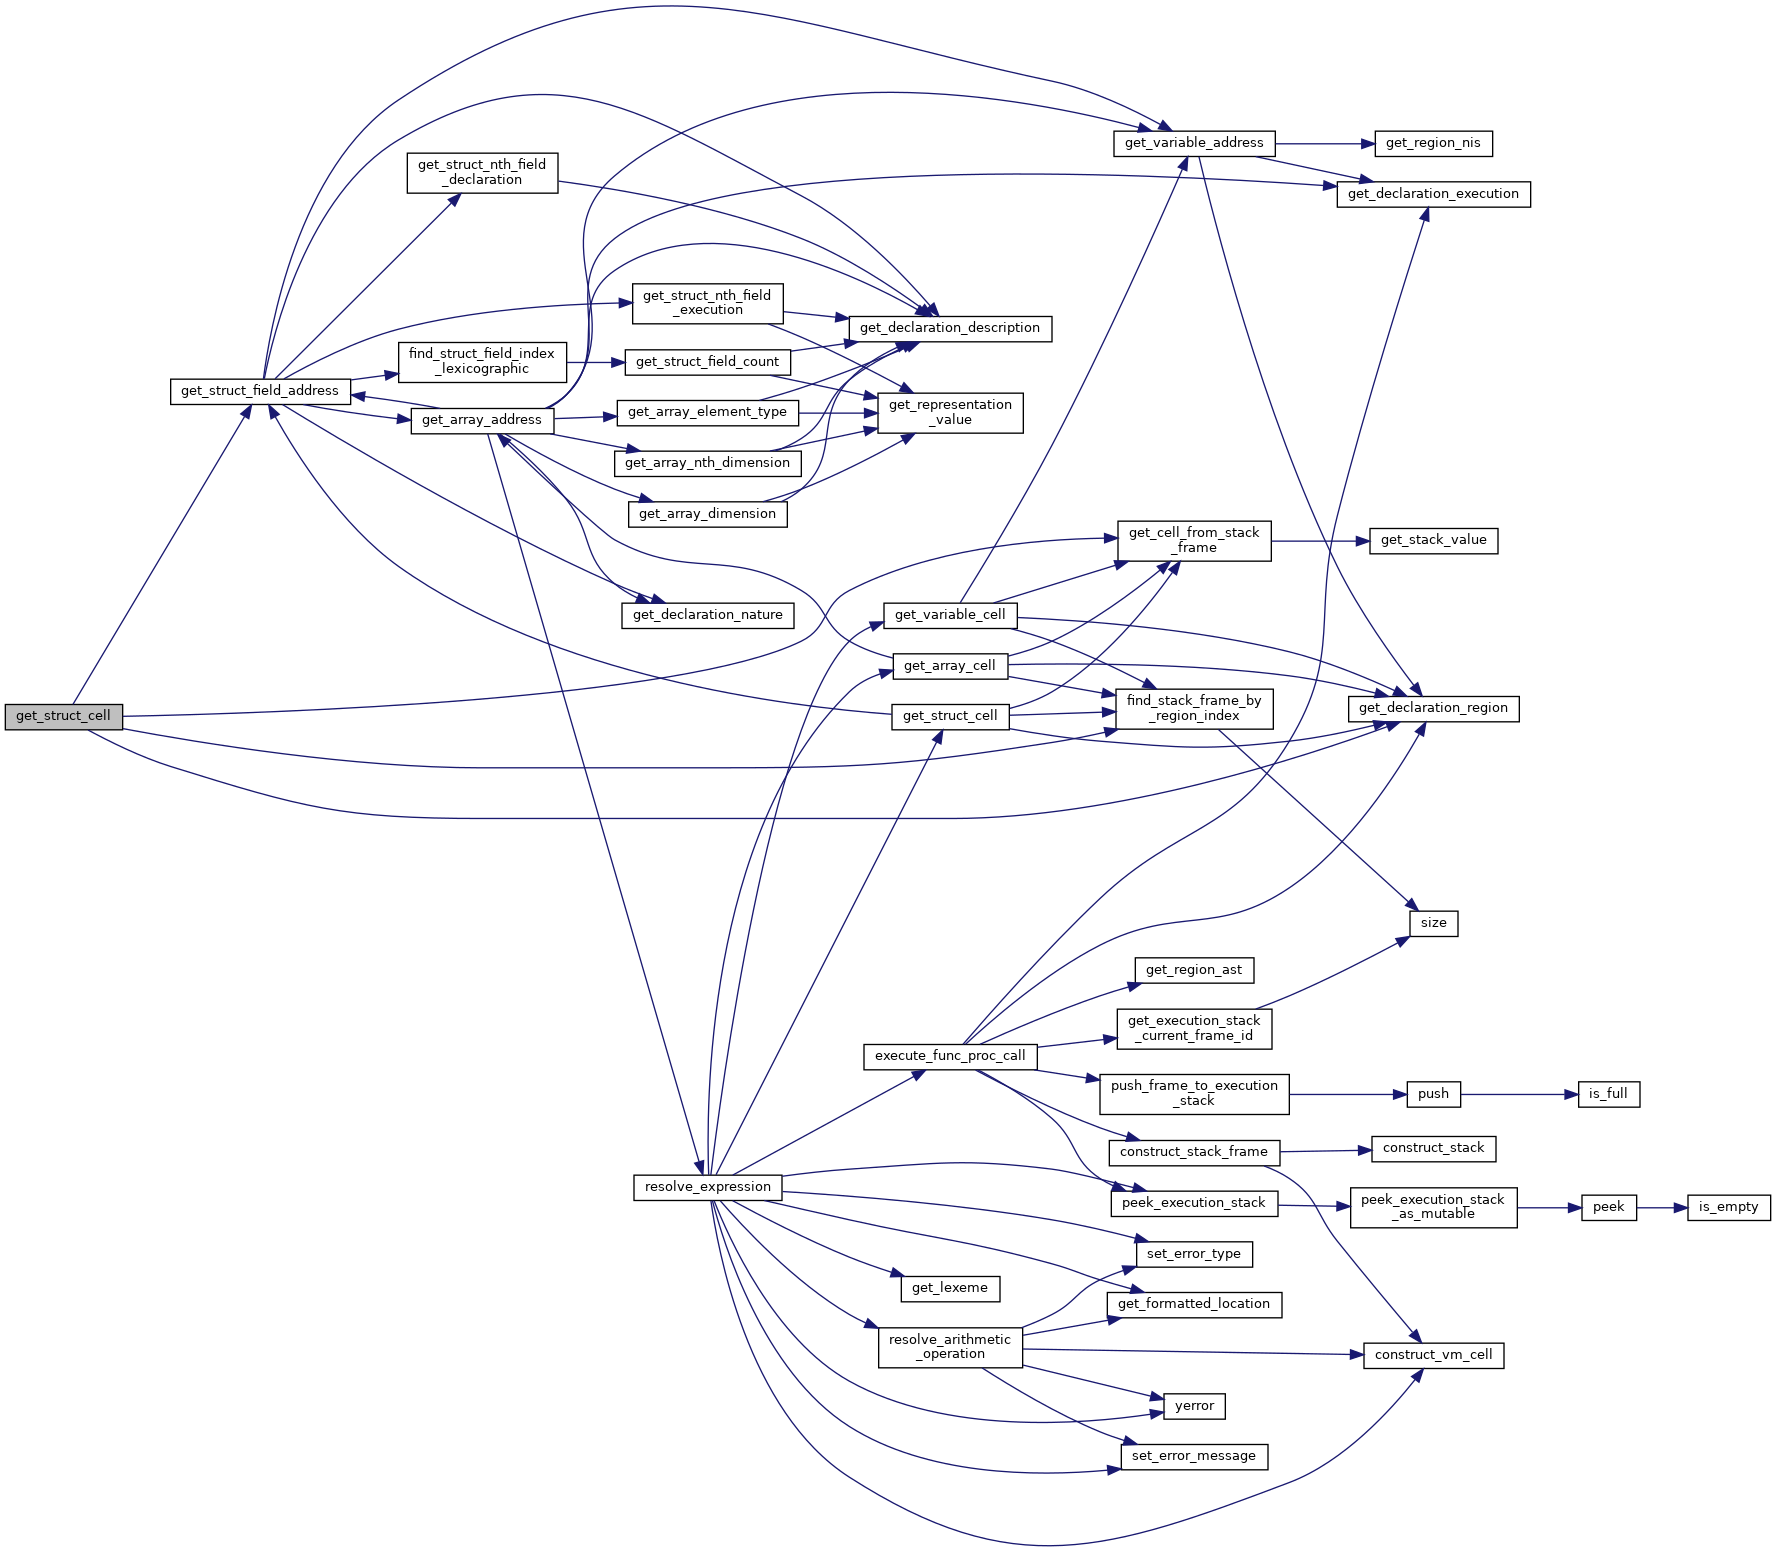 get_struct_cell
get_struct_field_address
get_struct_nth_field
_declaration
find_struct_field_index
_lexicographic
get_array_address
get_struct_nth_field
_execution
get_struct_field_count
get_array_element_type
get_array_nth_dimension
get_array_dimension
get_declaration_nature
resolve_expression
get_declaration_description
get_representation
_value
get_variable_cell
get_array_cell
get_struct_cell
execute_func_proc_call
get_lexeme
resolve_arithmetic
_operation
get_variable_address
get_cell_from_stack
_frame
find_stack_frame_by
_region_index
get_region_ast
get_execution_stack
_current_frame_id
push_frame_to_execution
_stack
construct_stack_frame
peek_execution_stack
set_error_type
get_formatted_location
yerror
set_error_message
get_region_nis
get_declaration_execution
get_stack_value
get_declaration_region
size
push
construct_stack
peek_execution_stack
_as_mutable
construct_vm_cell
is_full
peek
is_empty